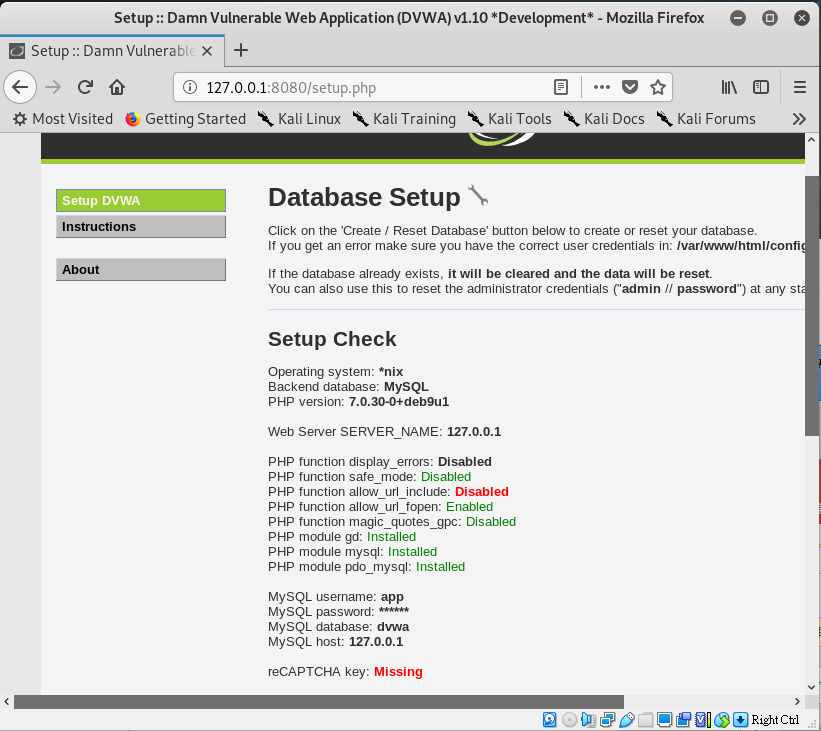 Setup :: Damn Vulnerable Web Application (DVWA) v1.10 *Development* - Mozilla Firefox
Setup :: Damn Vulnerable
127.0.0.1:8080/setup.php
Most Visited
Getting Started
Kali Linux
Kali Training
Kali Tools
Kali Docs
Kali Forums
Setup DVWA
Instructions
About
Database Setup
Click on the 'Create / Reset Database' button below to create or reset your database.
If you get an error make sure you have the correct user credentials in: /var/www/html/config
If the database already exists, it will be cleared and the data will be reset.
You can also use this to reset the administrator credentials ("admin // password") at any sta
Setup Check
Operating system: *nix
Backend database: MySQL
PHP version: 7.0.30-0+deb9u1
Web Server SERVER_NAME: 127.0.0.1
PHP function display_errors: Disabled
PHP function safe_mode: Disabled
PHP function allow_url_include: Disabled
PHP function allow_url_fopen: Enabled
PHP function magic_quotes_gpc: Disabled
PHP module gd: Installed
PHP module mysql: Installed
PHP module pdo_mysql: Installed
MySQL username: app
MySQL password: ******
MySQL database: dvwa
MySQL host: 127.0.0.1
reCAPTCHA key: Missing
Right Ctrl